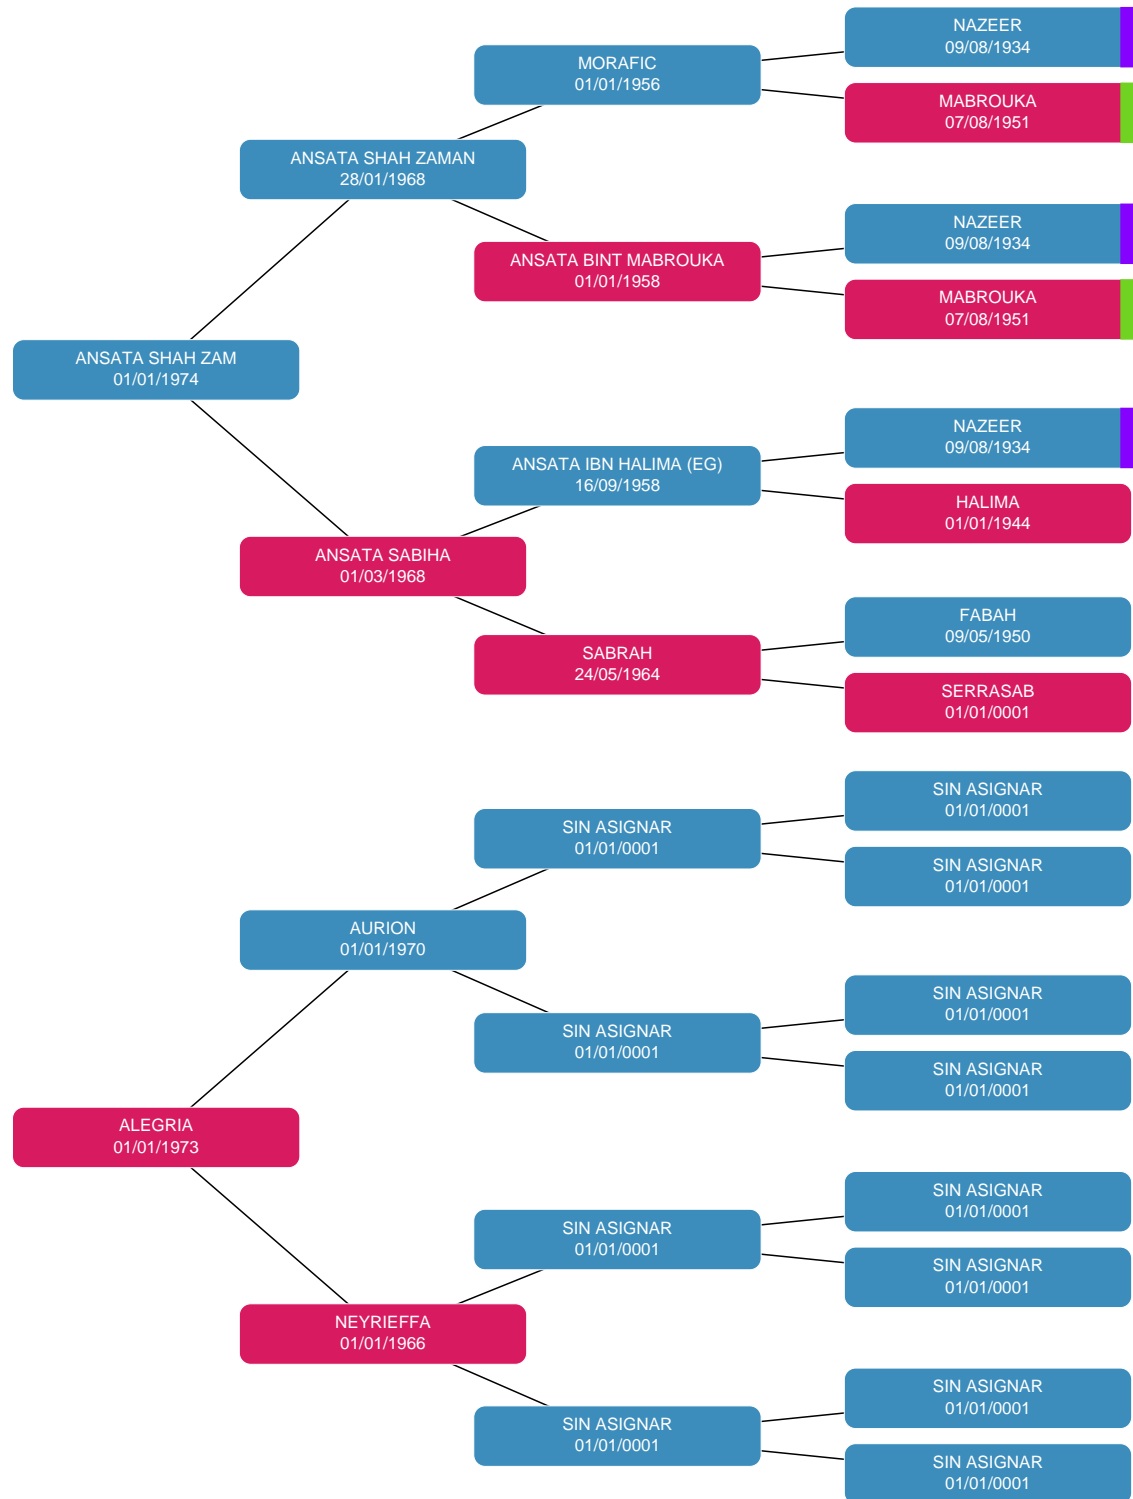 NAZEER
09/08/1934
MORAFIC
01/01/1956
MABROUKA
07/08/1951
ANSATA SHAH ZAMAN
28/01/1968
NAZEER
09/08/1934
ANSATA BINT MABROUKA
01/01/1958
MABROUKA
07/08/1951
ANSATA SHAH ZAM
01/01/1974
NAZEER
09/08/1934
ANSATA IBN HALIMA (EG)
16/09/1958
HALIMA
01/01/1944
ANSATA SABIHA
01/03/1968
FABAH
09/05/1950
SABRAH
24/05/1964
SERRASAB
01/01/0001
SIN ASIGNAR
01/01/0001
SIN ASIGNAR
01/01/0001
SIN ASIGNAR
01/01/0001
AURION
01/01/1970
SIN ASIGNAR
01/01/0001
SIN ASIGNAR
01/01/0001
SIN ASIGNAR
01/01/0001
ALEGRIA
01/01/1973
SIN ASIGNAR
01/01/0001
SIN ASIGNAR
01/01/0001
SIN ASIGNAR
01/01/0001
NEYRIEFFA
01/01/1966
SIN ASIGNAR
01/01/0001
SIN ASIGNAR
01/01/0001
SIN ASIGNAR
01/01/0001